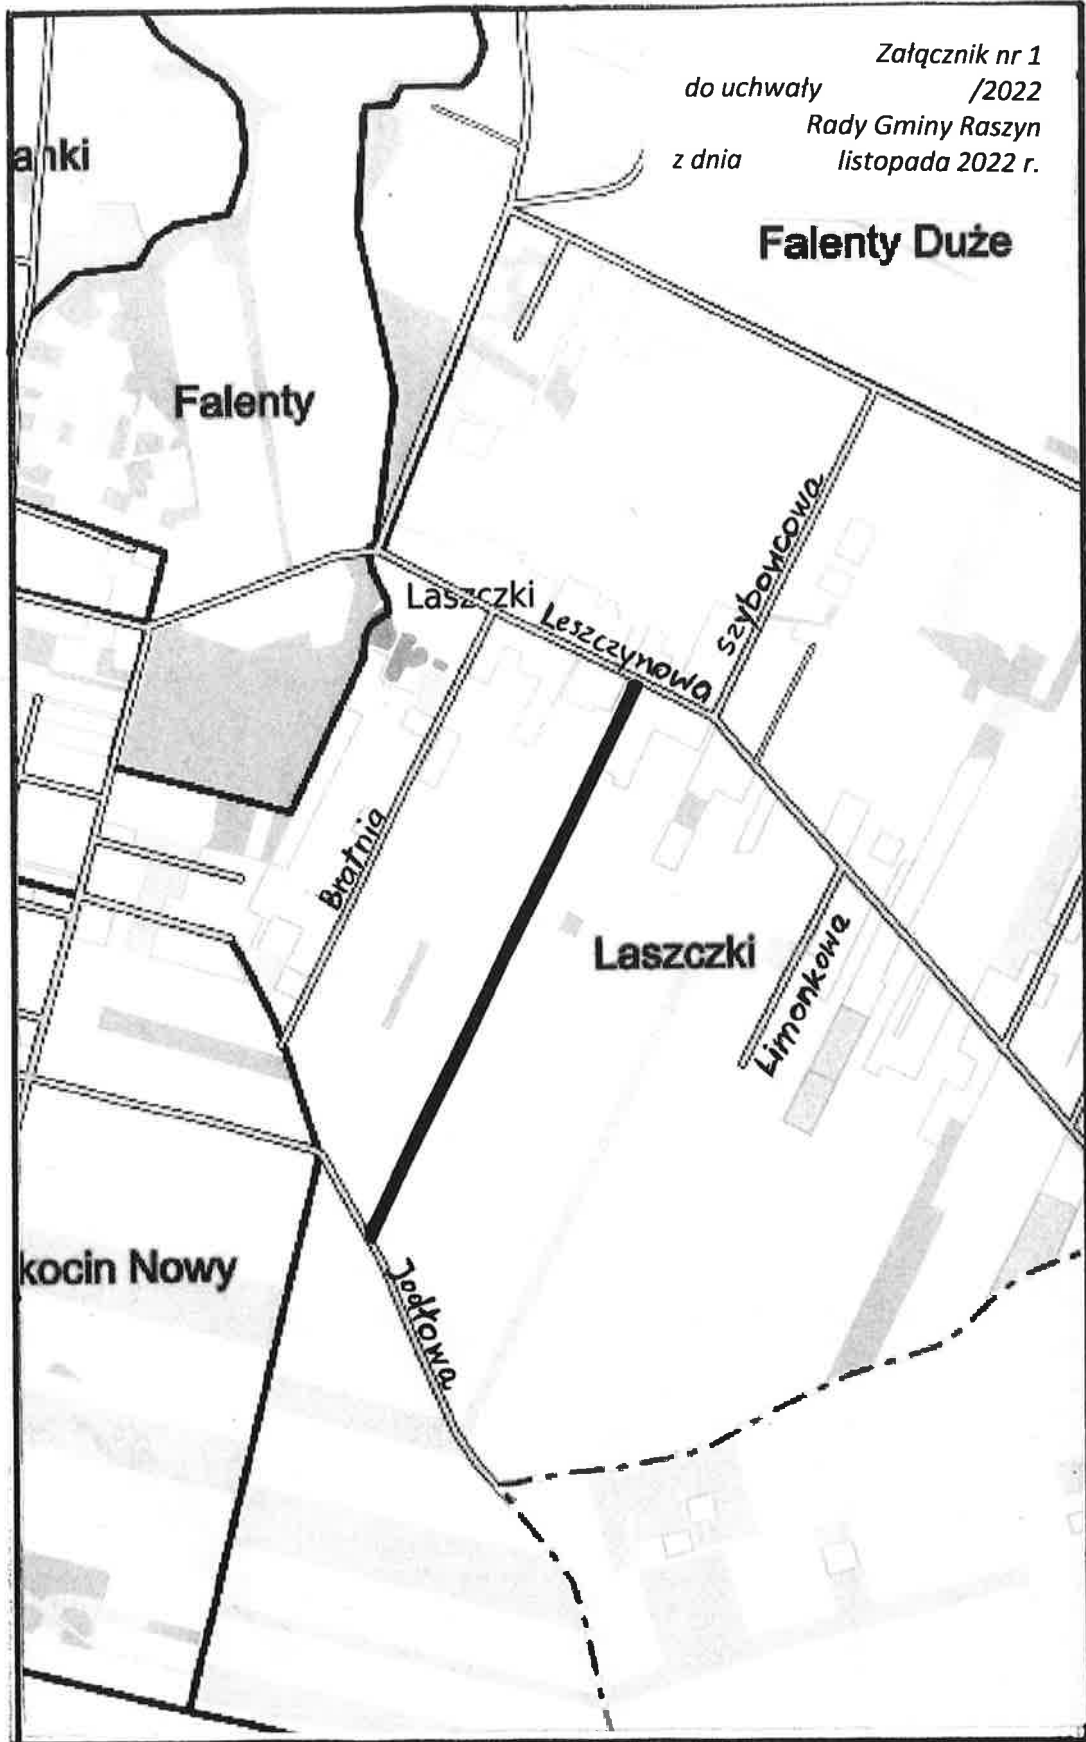 Załącznik nr 1
do uchwały /2022
Rady Gminy Raszyn
z dnia listopada 2022 r.
anki
Falenty Duże
Falenty
Szybowcowa
Laszczki
Leszczynowa
Bratnia
Laszczki
Limonkowa
kocin Nowy
Jodłowa